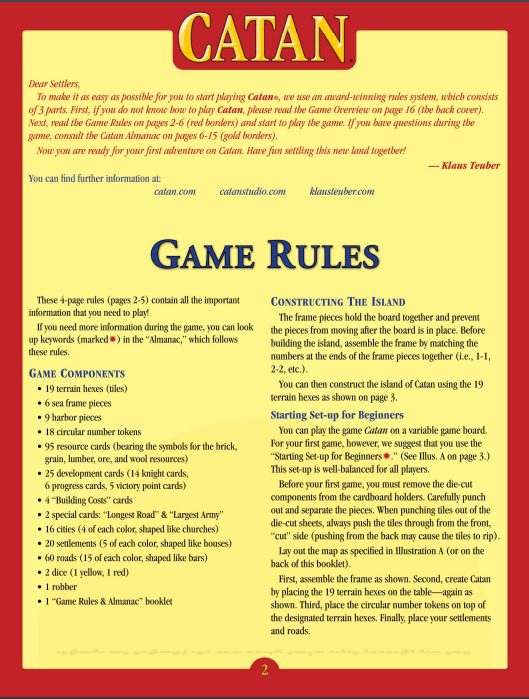 CATAN
Dear Settlers,
To make it as easy as possible for you to start playing Catan®, we use an award-winning rules system, which consists
of 3 parts. First, if you do not know how to play Catan, please read the Game Overview on page 16 (the back cover).
Next, read the Game Rules on pages 2-6 (red borders) and start to play the game. If you have questions during the
game, consult the Catan Almanac on pages 6-15 (gold borders).
Now you are ready for your first adventure on Catan. Have fun settling this new land together!
— Klaus Teuber
You can find further information at:
catan.com catanstudio.com klausteuber.com
GAME RULES
These 4-page rules (pages 2-5) contain all the important
information that you need to play!
If you need more information during the game, you can look
up keywords (marked✹) in the “Almanac,” which follows
these rules.
GAME COMPONENTS
• 19 terrain hexes (tiles)
• 6 sea frame pieces
• 9 harbor pieces
• 18 circular number tokens
• 95 resource cards (bearing the symbols for the brick,
grain, lumber, ore, and wool resources)
• 25 development cards (14 knight cards,
6 progress cards, 5 victory point cards)
• 4 “Building Costs” cards
• 2 special cards: “Longest Road” & “Largest Army”
• 16 cities (4 of each color, shaped like churches)
• 20 settlements (5 of each color, shaped like houses)
• 60 roads (15 of each color, shaped like bars)
• 2 dice (1 yellow, 1 red)
• 1 robber
• 1 “Game Rules & Almanac” booklet
CONSTRUCTING THE ISLAND
The frame pieces hold the board together and prevent
the pieces from moving after the board is in place. Before
building the island, assemble the frame by matching the
numbers at the ends of the frame pieces together (i.e., 1-1,
2-2, etc.).
You can then construct the island of Catan using the 19
terrain hexes as shown on page 3.
Starting Set-up for Beginners
You can play the game Catan on a variable game board.
For your first game, however, we suggest that you use the
“Starting Set-up for Beginners✹.” (See Illus. A on page 3.)
This set-up is well-balanced for all players.
Before your first game, you must remove the die-cut
components from the cardboard holders. Carefully punch
out and separate the pieces. When punching tiles out of the
die-cut sheets, always push the tiles through from the front,
“cut” side (pushing from the back may cause the tiles to rip).
Lay out the map as specified in Illustration A (or on the
back of this booklet).
First, assemble the frame as shown. Second, create Catan
by placing the 19 terrain hexes on the table—again as
shown. Third, place the circular number tokens on top of
the designated terrain hexes. Finally, place your settlements
and roads.
2